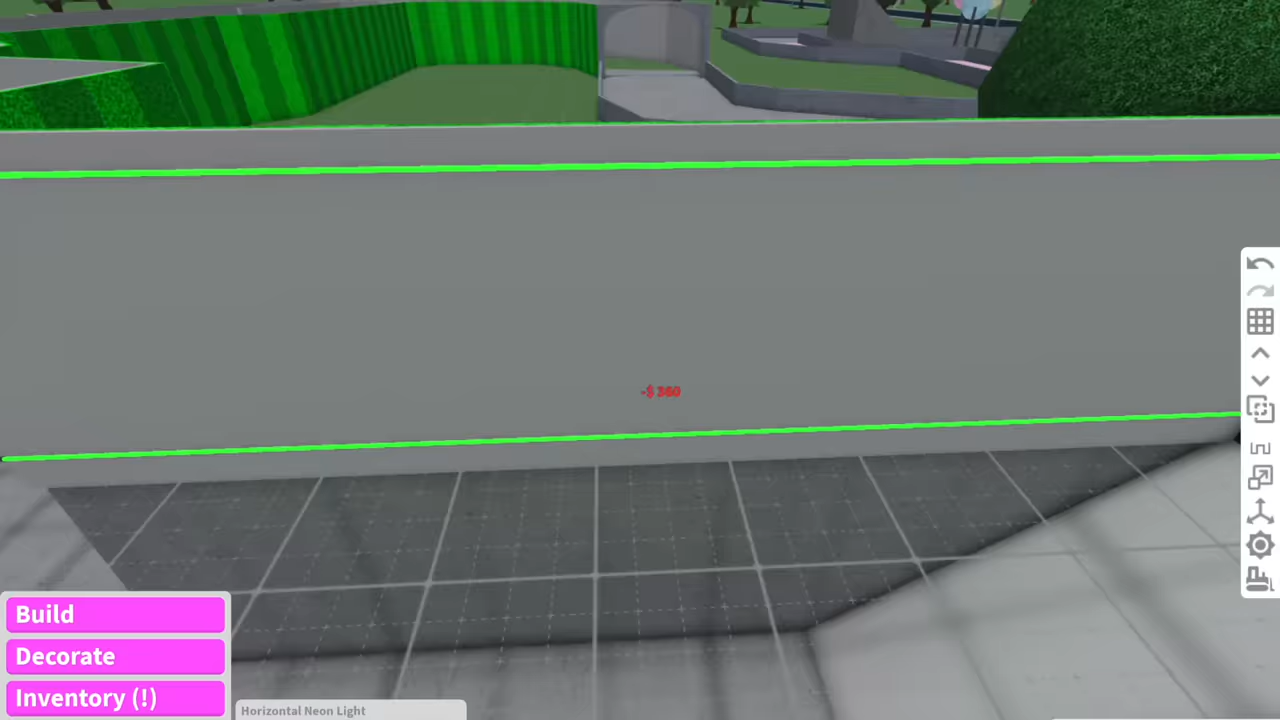 -$ 360
Build
Decorate
Inventory (!)
Horizontal Neon Light